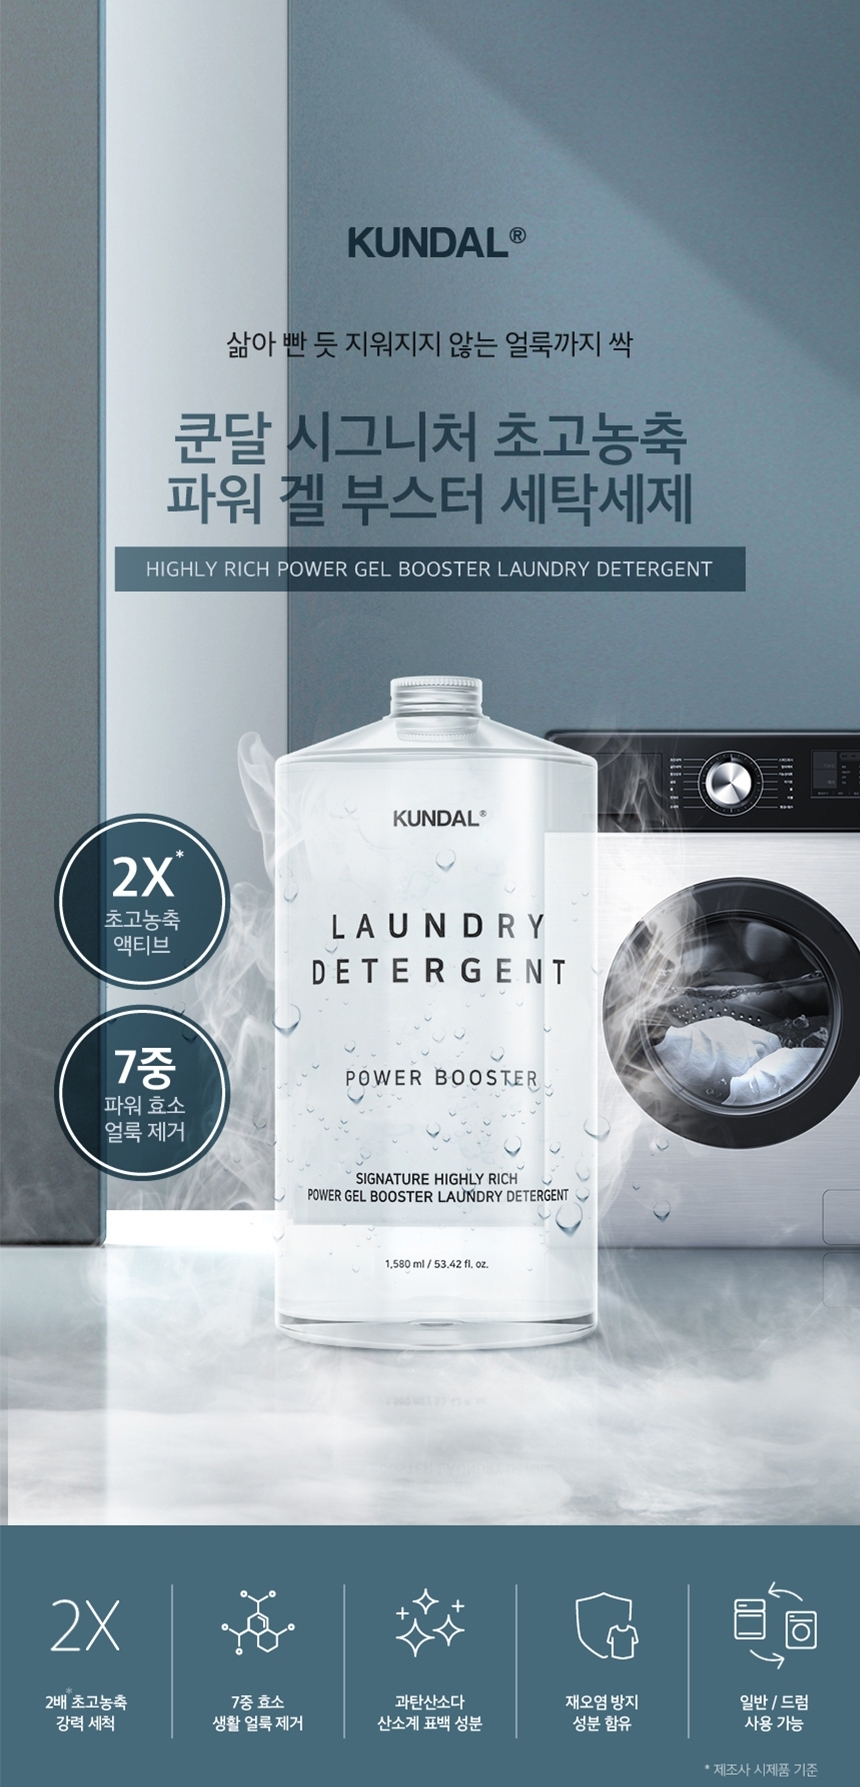 KUNDAL®
삶아 빤 듯 지워지지 않는 얼룩까지 싹
쿤달 시그니처 초고농축
파워 겔 부스터 세탁세제
HIGHLY RICH POWER GEL BOOSTER LAUNDRY DETERGENT
KUNDAL®
LAUNDRY
DETERGENT
POWER BOOSTER
SIGNATURE HIGHLY RICH
POWER GEL BOOSTER LAUNDRY DETERGENT
1,580 ml / 53.42 fl. oz.
2X*
초고농축
액티브
7중
파워 효소
얼룩 제거
2X
2배* 초고농축
강력 세척
7중 효소
생활 얼룩 제거
과탄산소다
산소계 표백 성분
재오염 방지
성분 함유
일반 / 드럼
사용 가능
* 제조사 시제품 기준